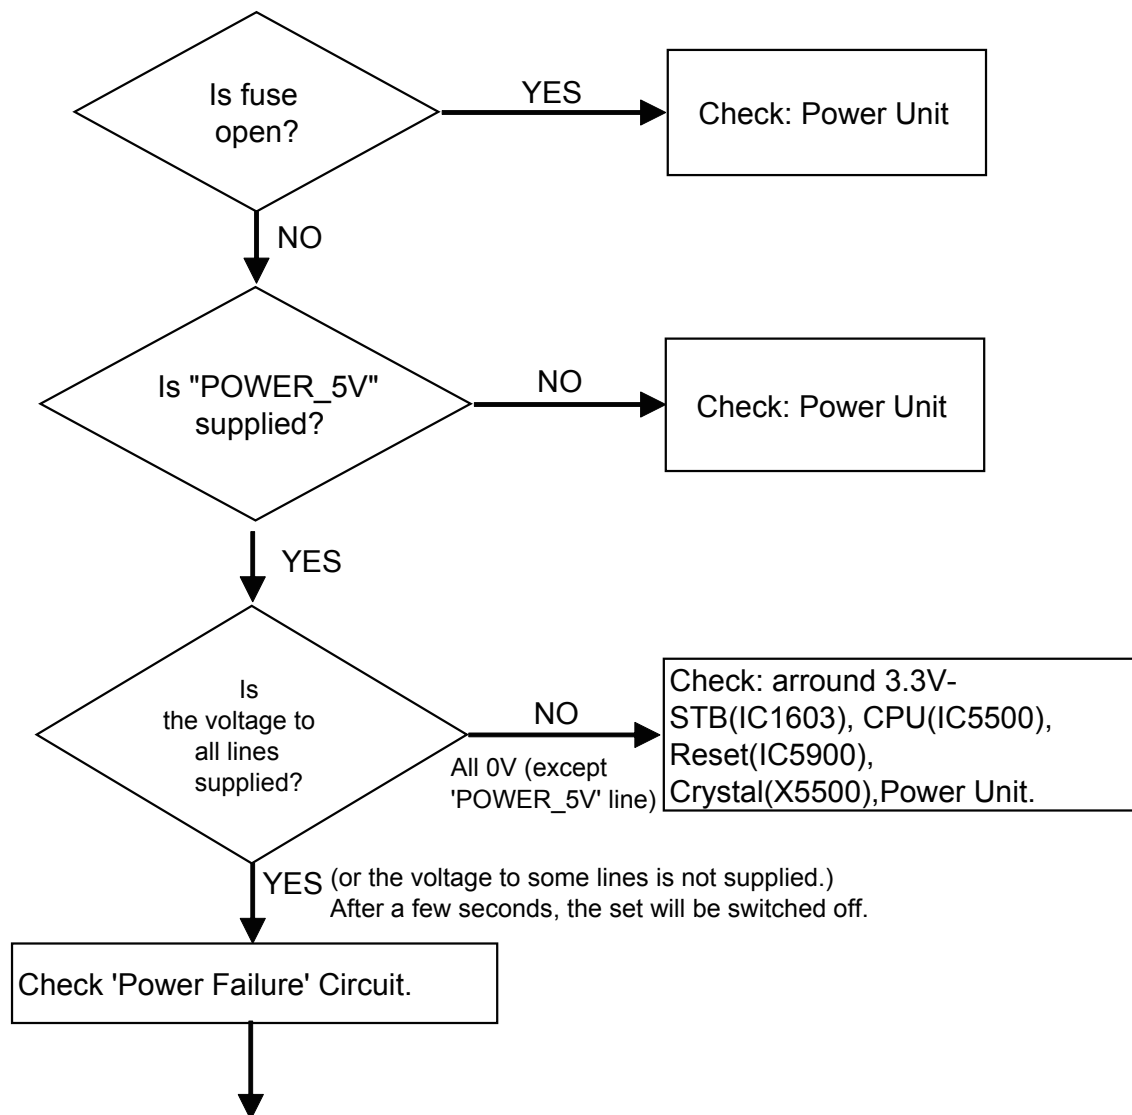 Is fuse
open?
YES
Check: Power Unit
NO
Is "POWER_5V"
supplied?
NO
Check: Power Unit
YES
Is
the voltage to
all lines
supplied?
NO
All 0V (except
'POWER_5V' line)
Check: arround 3.3V-
STB(IC1603), CPU(IC5500),
Reset(IC5900),
Crystal(X5500),Power Unit.
YES (or the voltage to some lines is not supplied.)
After a few seconds, the set will be switched off.
Check 'Power Failure' Circuit.